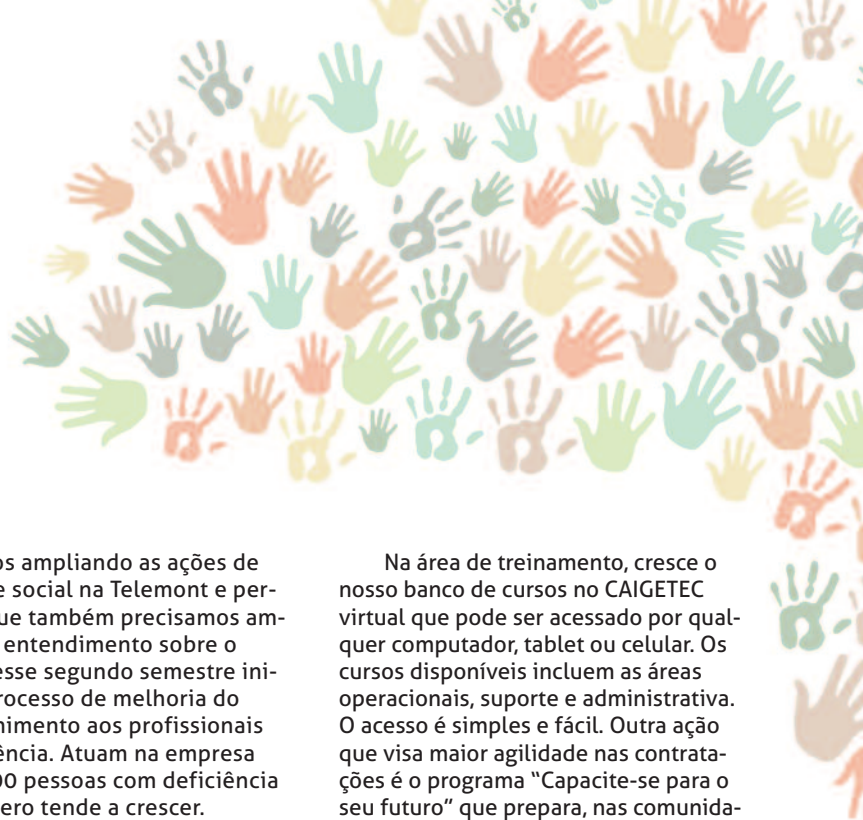 os ampliando as ações de
e social na Telemont e per-
ue também precisamos am-
entendimento sobre o
esse segundo semestre ini-
rocesso de melhoria do
himento aos profissionais
ência. Atuam na empresa
00 pessoas com deficiência
ero tende a crescer.
Na área de treinamento, cresce o
nosso banco de cursos no CAIGETEC
virtual que pode ser acessado por qual-
quer computador, tablet ou celular. Os
cursos disponíveis incluem as áreas
operacionais, suporte e administrativa.
O acesso é simples e fácil. Outra ação
que visa maior agilidade nas contrata-
ções é o programa “Capacite-se para o
seu futuro” que prepara, nas comunida-